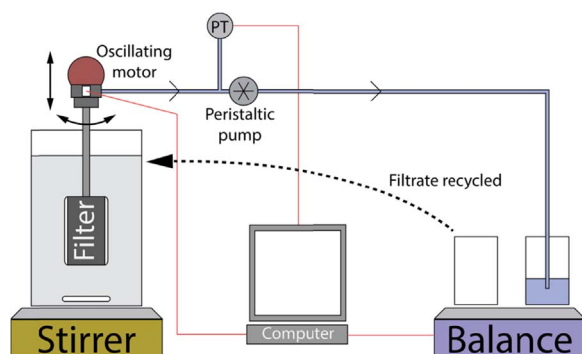 PT
Oscillating
motor
Peristaltic
pump
Filtrate recycled
Filter
Computer
Stirrer
Balance